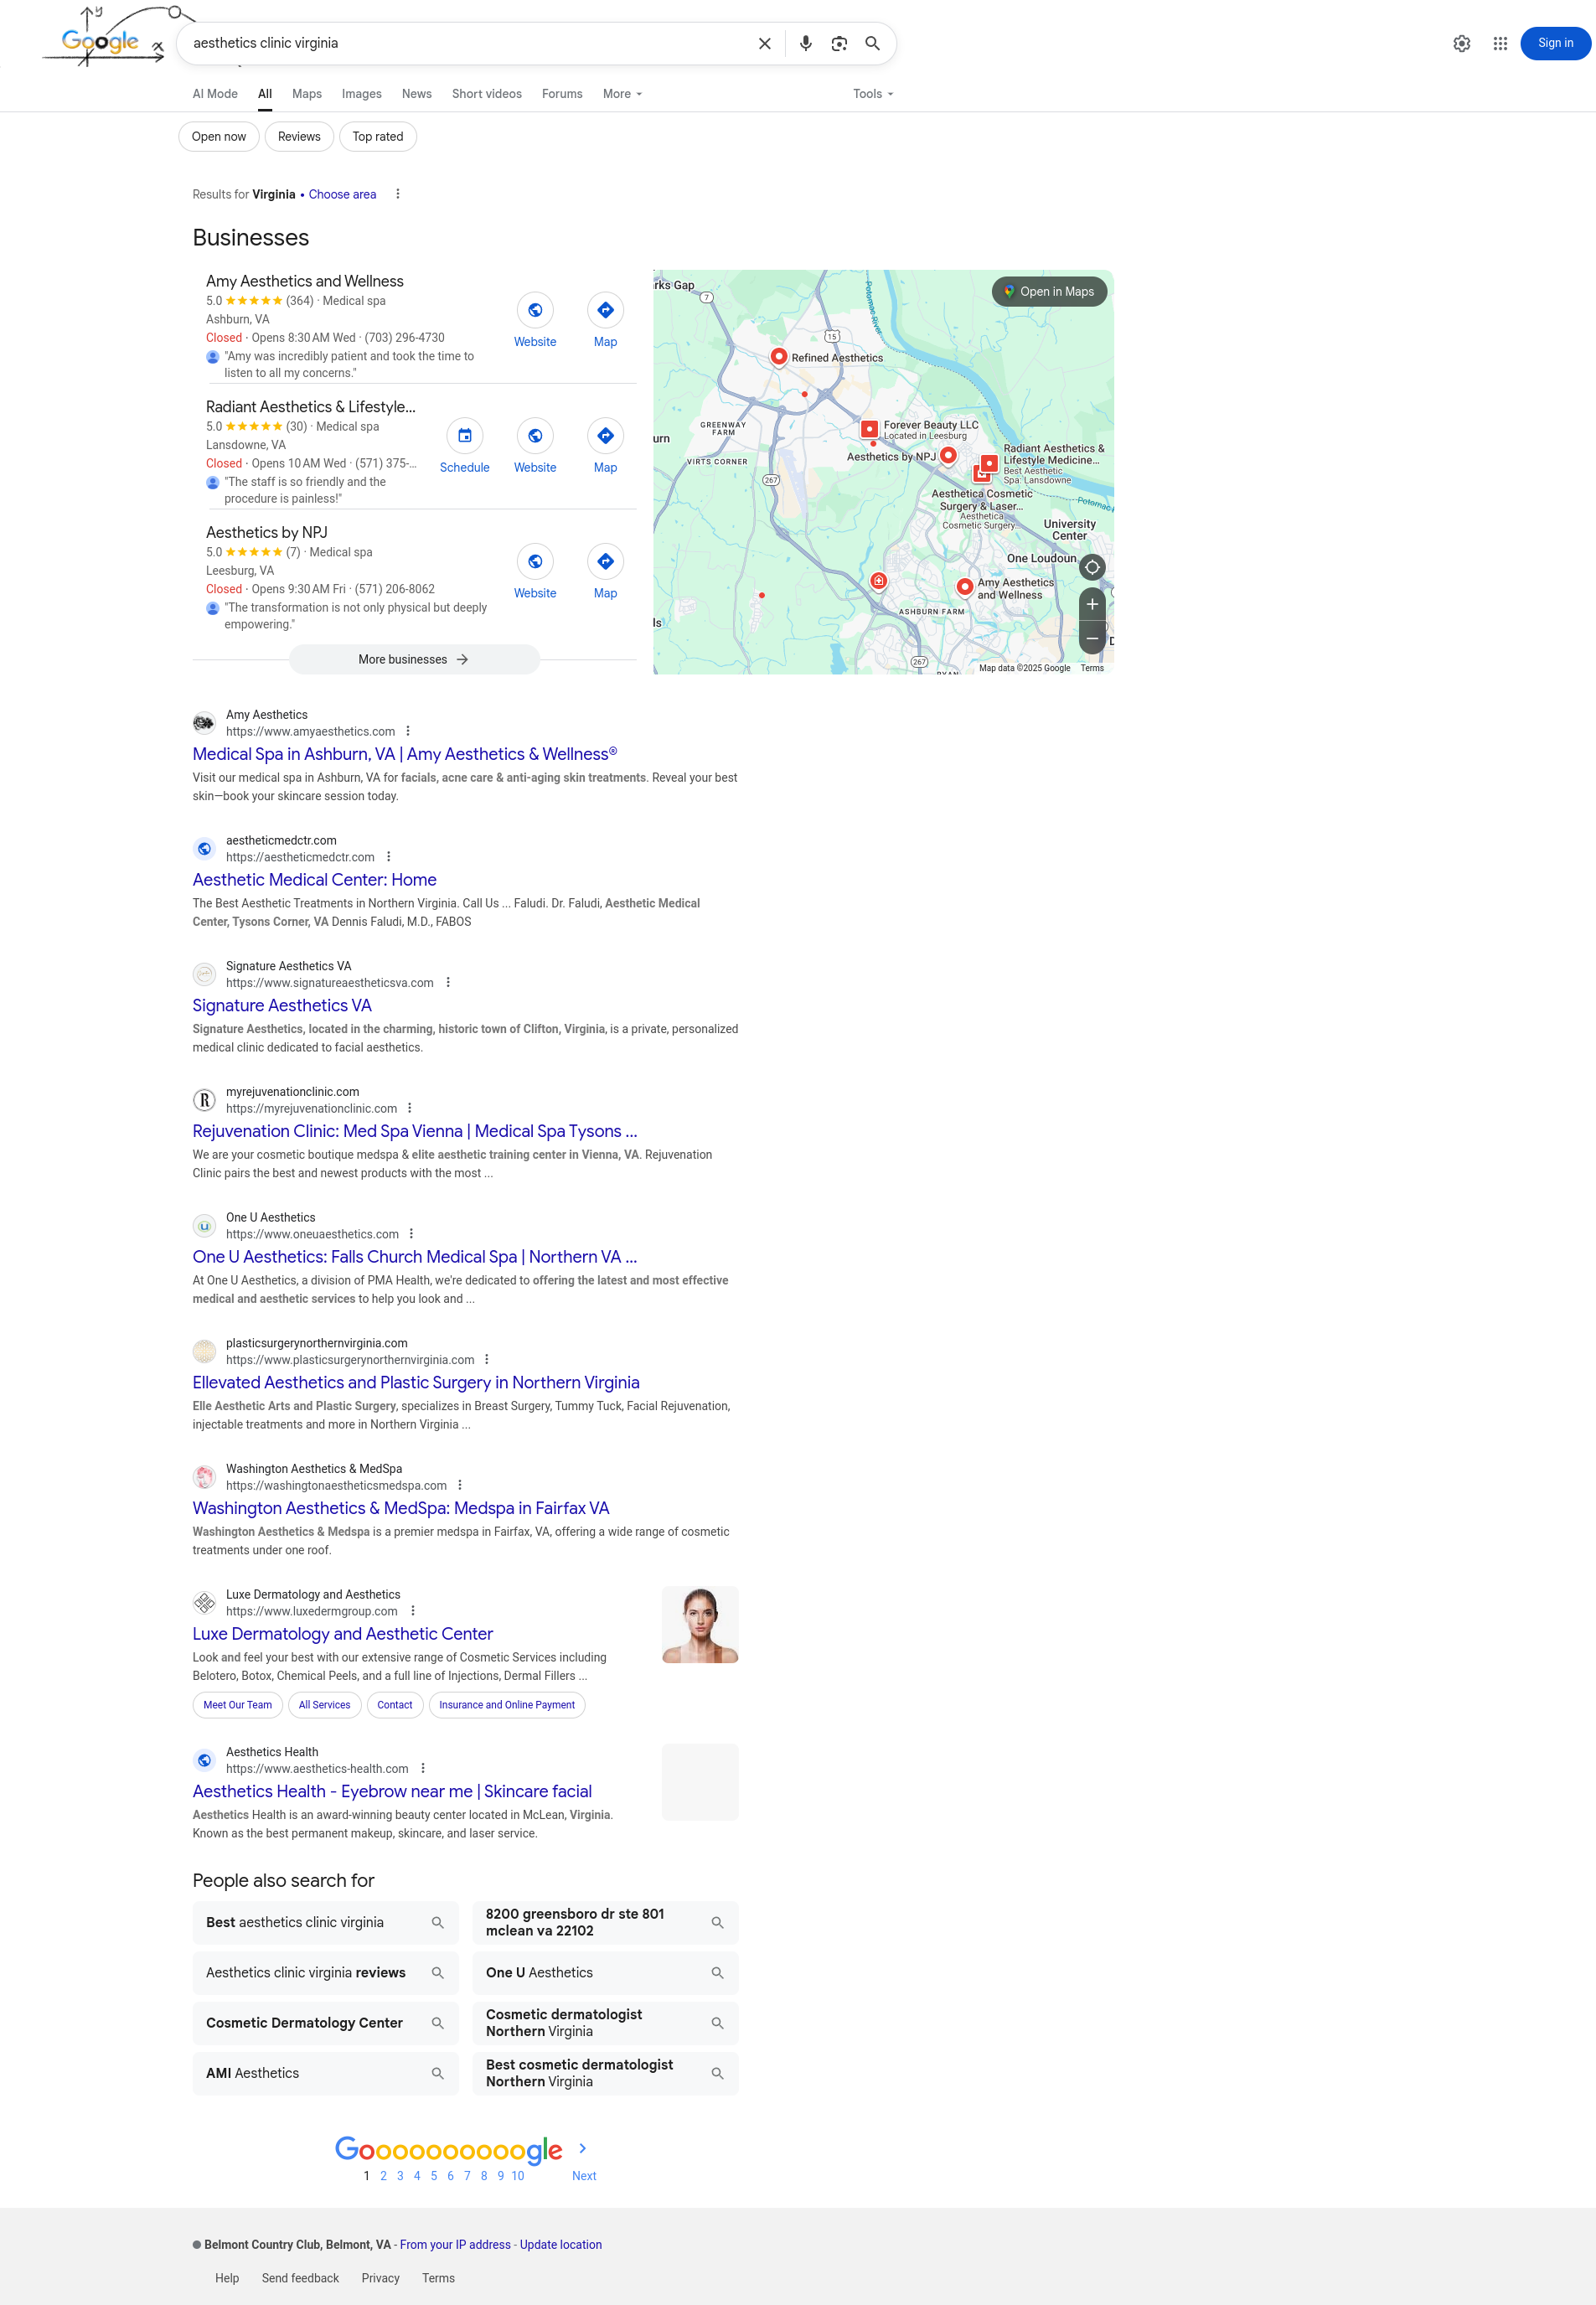 y
Google
x
aesthetics clinic virginia
Sign in
AI Mode
All
Maps
Images
News
Short videos
Forums
More
Tools
Open now
Reviews
Top rated
Results for Virginia • Choose area
Businesses
Amy Aesthetics and Wellness
5.0 (364) · Medical spa
Ashburn, VA
Closed · Opens 8:30 AM Wed · (703) 296-4730
"Amy was incredibly patient and took the time to
listen to all my concerns."
Website
Map
Radiant Aesthetics & Lifestyle...
5.0 (30) · Medical spa
Lansdowne, VA
Closed · Opens 10 AM Wed · (571) 375-...
"The staff is so friendly and the
procedure is painless!"
Schedule
Website
Map
Aesthetics by NPJ
5.0 (7) · Medical spa
Leesburg, VA
Closed · Opens 9:30 AM Fri · (571) 206-8062
"The transformation is not only physical but deeply
empowering."
Website
Map
More businesses
rks Gap
7
Potomac River
Open in Maps
15
Refined Aesthetics
GREENWAY
FARM
Forever Beauty LLC
Located in Leesburg
urn
VIRTS CORNER
Aesthetics by NPJ
Radiant Aesthetics &
Lifestyle Medicine...
Best Aesthetic
Spa: Lansdowne
267
Aesthetica Cosmetic
Surgery & Laser...
Aesthetica
Cosmetic Surgery...
Potomac
University
Center
One Loudoun
Amy Aesthetics
and Wellness
ASHBURN FARM
ls
267
RYAN
D
Map data ©2025 Google
Terms
Amy Aesthetics
https://www.amyaesthetics.com
Medical Spa in Ashburn, VA | Amy Aesthetics & Wellness®
Visit our medical spa in Ashburn, VA for facials, acne care & anti-aging skin treatments. Reveal your best
skin—book your skincare session today.
aestheticmedctr.com
https://aestheticmedctr.com
Aesthetic Medical Center: Home
The Best Aesthetic Treatments in Northern Virginia. Call Us ... Faludi. Dr. Faludi, Aesthetic Medical
Center, Tysons Corner, VA Dennis Faludi, M.D., FABOS
Signature Aesthetics VA
https://www.signatureaestheticsva.com
Signature Aesthetics VA
Signature Aesthetics, located in the charming, historic town of Clifton, Virginia, is a private, personalized
medical clinic dedicated to facial aesthetics.
R
myrejuvenationclinic.com
https://myrejuvenationclinic.com
Rejuvenation Clinic: Med Spa Vienna | Medical Spa Tysons ...
We are your cosmetic boutique medspa & elite aesthetic training center in Vienna, VA. Rejuvenation
Clinic pairs the best and newest products with the most ...
u
One U Aesthetics
https://www.oneuaesthetics.com
One U Aesthetics: Falls Church Medical Spa | Northern VA ...
At One U Aesthetics, a division of PMA Health, we're dedicated to offering the latest and most effective
medical and aesthetic services to help you look and ...
plasticsurgerynorthernvirginia.com
https://www.plasticsurgerynorthernvirginia.com
Ellevated Aesthetics and Plastic Surgery in Northern Virginia
Elle Aesthetic Arts and Plastic Surgery, specializes in Breast Surgery, Tummy Tuck, Facial Rejuvenation,
injectable treatments and more in Northern Virginia ...
Washington Aesthetics & MedSpa
https://washingtonaestheticsmedspa.com
Washington Aesthetics & MedSpa: Medspa in Fairfax VA
Washington Aesthetics & Medspa is a premier medspa in Fairfax, VA, offering a wide range of cosmetic
treatments under one roof.
Luxe Dermatology and Aesthetics
https://www.luxedermgroup.com
Luxe Dermatology and Aesthetic Center
Look and feel your best with our extensive range of Cosmetic Services including
Belotero, Botox, Chemical Peels, and a full line of Injections, Dermal Fillers ...
Meet Our Team
All Services
Contact
Insurance and Online Payment
Aesthetics Health
https://www.aesthetics-health.com
Aesthetics Health - Eyebrow near me | Skincare facial
Aesthetics Health is an award-winning beauty center located in McLean, Virginia.
Known as the best permanent makeup, skincare, and laser service.
People also search for
Best aesthetics clinic virginia
8200 greensboro dr ste 801
mclean va 22102
Aesthetics clinic virginia reviews
One U Aesthetics
Cosmetic Dermatology Center
Cosmetic dermatologist
Northern Virginia
AMI Aesthetics
Best cosmetic dermatologist
Northern Virginia
Goooooooooogle
1 2 3 4 5 6 7 8 9 10
Next
Belmont Country Club, Belmont, VA - From your IP address - Update location
Help
Send feedback
Privacy
Terms